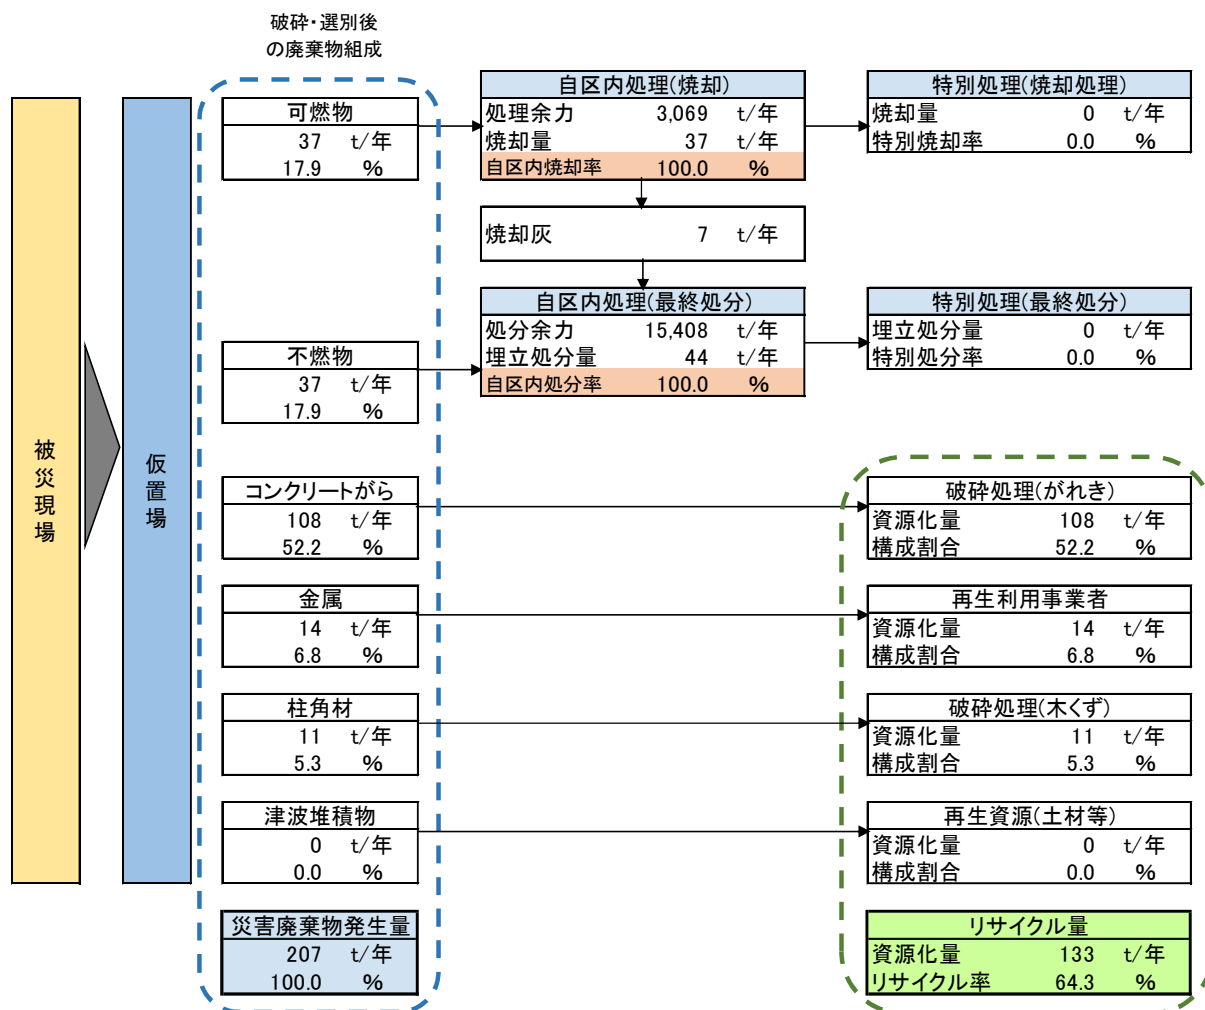 破砕・選別後
の廃棄物組成
被災現場
仮置場
可燃物
37 t/年
17.9 %
自区内処理(焼却)
処理余力 3,069 t/年
焼却量 37 t/年
自区内焼却率 100.0 %
特別処理(焼却処理)
焼却量 0 t/年
特別焼却率 0.0 %
焼却灰 7 t/年
不燃物
37 t/年
17.9 %
自区内処理(最終処分)
処分余力 15,408 t/年
埋立処分量 44 t/年
自区内処分率 100.0 %
特別処理(最終処分)
埋立処分量 0 t/年
特別処分率 0.0 %
コンクリートがら
108 t/年
52.2 %
破砕処理(がれき)
資源化量 108 t/年
構成割合 52.2 %
金属
14 t/年
6.8 %
再生利用事業者
資源化量 14 t/年
構成割合 6.8 %
柱角材
11 t/年
5.3 %
破砕処理(木くず)
資源化量 11 t/年
構成割合 5.3 %
津波堆積物
0 t/年
0.0 %
再生資源(土材等)
資源化量 0 t/年
構成割合 0.0 %
災害廃棄物発生量
207 t/年
100.0 %
リサイクル量
資源化量 133 t/年
リサイクル率 64.3 %